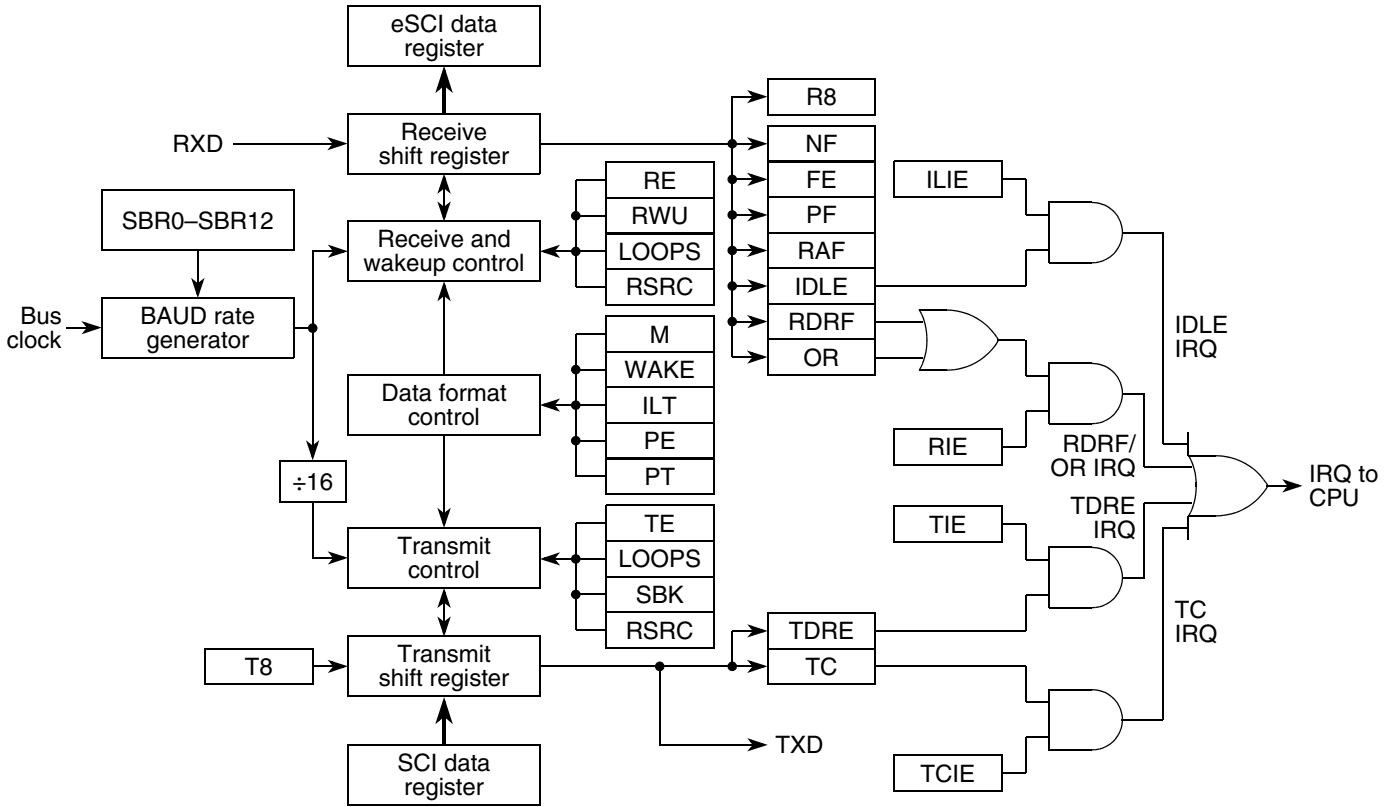 eSCI data
register
R8
RXD
Receive
shift register
NF
RE
FE
ILIE
SBR0–SBR12
RWU
PF
Receive and
wakeup control
LOOPS
RAF
RSRC
IDLE
Bus
clock
BAUD rate
generator
RDRF
IDLE
IRQ
M
OR
WAKE
Data format
control
ILT
PE
RIE
RDRF/
OR IRQ
÷16
PT
IRQ to
CPU
TDRE
IRQ
TE
TIE
Transmit
control
LOOPS
SBK
RSRC
TDRE
TC
IRQ
T8
Transmit
shift register
TC
TXD
SCI data
register
TCIE